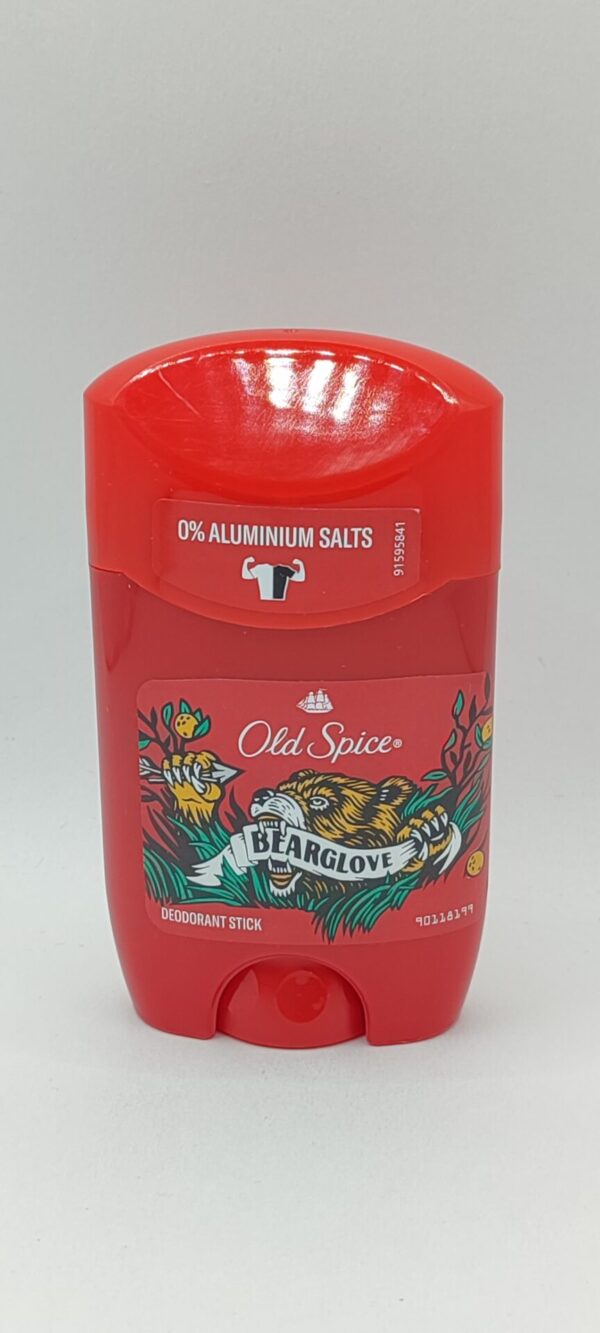 0% ALUMINIUM SALTS
91595841
Old Spice®
BEARGLOVE
DEODORANT STICK
90118199